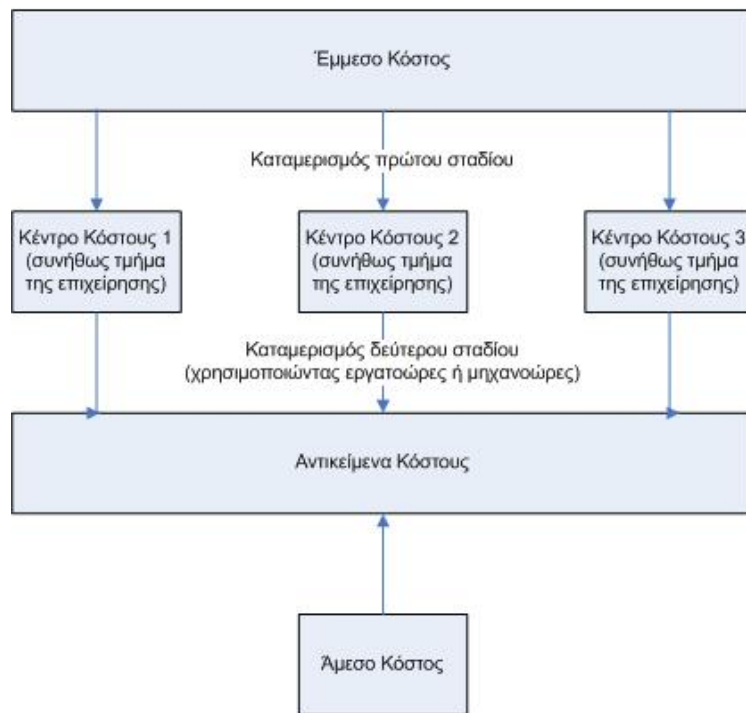 Έμμεσο Κόστος
Καταμερισμός πρώτου σταδίου
Κέντρο Κόστους 1
(συνήθως τμήμα
της επιχείρησης)
Κέντρο Κόστους 2
(συνήθως τμήμα
της επιχείρησης)
Κέντρο Κόστους 3
(συνήθως τμήμα
της επιχείρησης)
Καταμερισμός δεύτερου σταδίου
(χρησιμοποιώντας εργατοώρες ή μηχανοώρες)
Αντικείμενα Κόστους
Άμεσο Κόστος